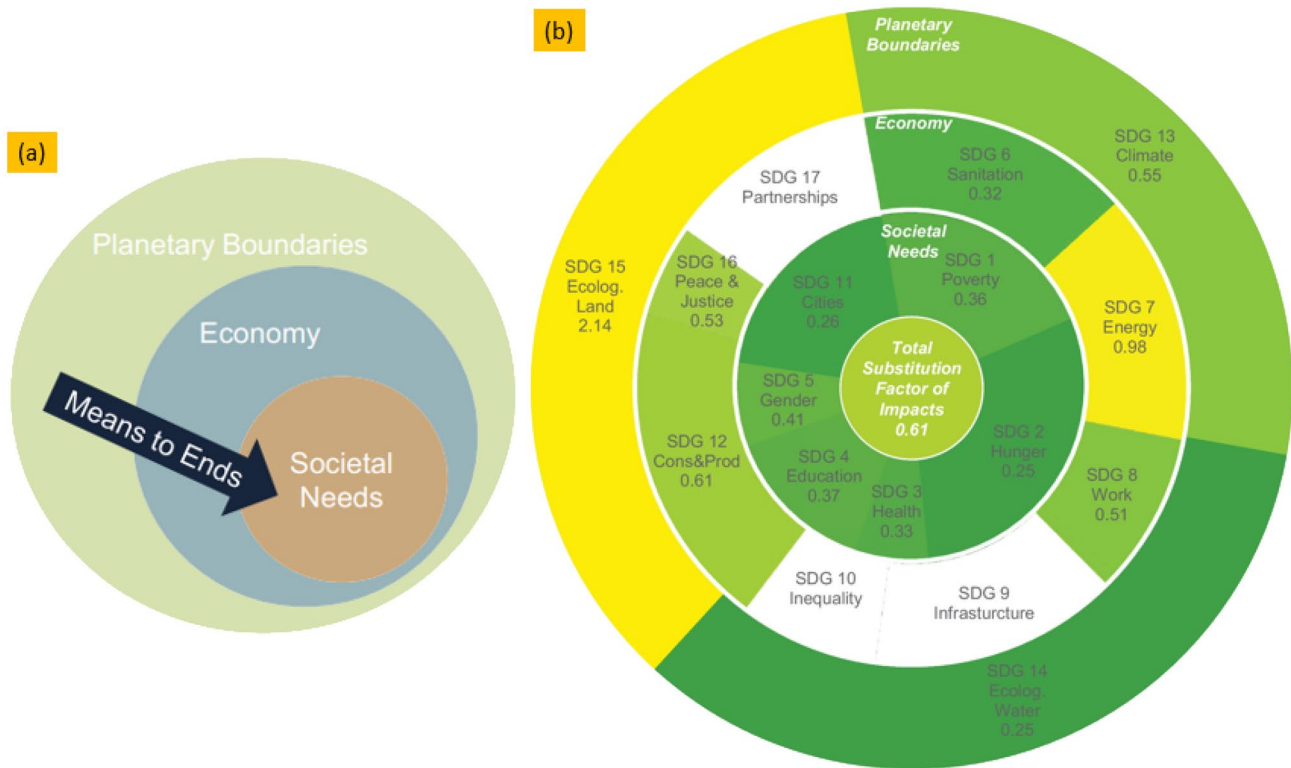 (a)
Planetary Boundaries
Economy
Means to Ends
Societal
Needs
(b)
Planetary
Boundaries
Economy
Societal
Needs
SDG 13
Climate
0.55
SDG 6
Sanitation
0.32
SDG 17
Partnerships
SDG 1
Poverty
0.36
SDG 11
Cities
0.26
SDG 16
Peace &
Justice
0.53
SDG 15
Ecolog.
Land
2.14
SDG 7
Energy
0.98
Total
Substitution
Factor of
Impacts
0.61
SDG 5
Gender
0.41
SDG 2
Hunger
0.25
SDG 12
Cons&Prod
0.61
SDG 4
Education
0.37
SDG 3
Health
0.33
SDG 8
Work
0.51
SDG 10
Inequality
SDG 9
Infrasturcture
SDG 14
Ecolog.
Water
0.25